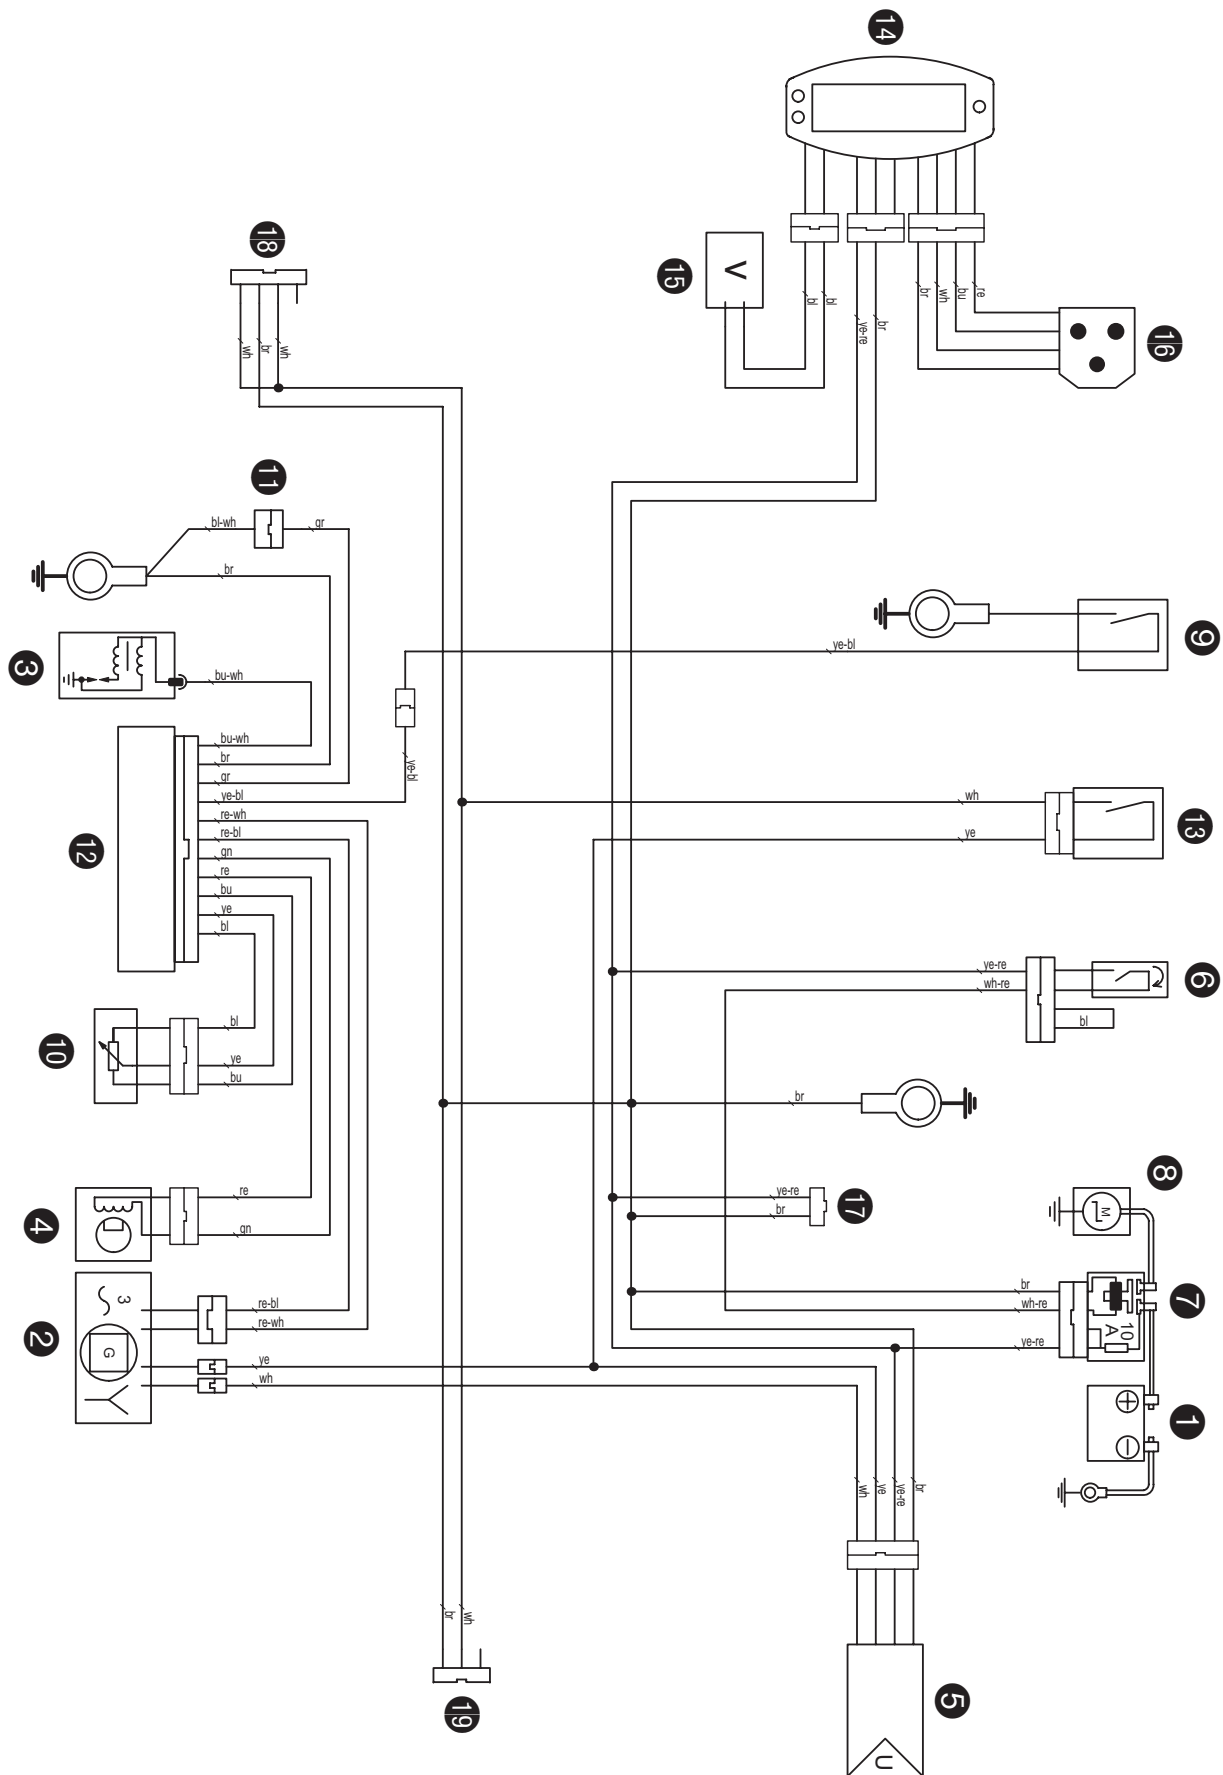 14
18
15
V
16
bl
bl
ye-re
br
br
wh
bu
re
wh
br
wh
11
bl-wh
gr
br
9
ye-bl
3
bu-wh
ye-bl
12
bu-wh
br
gr
ye-bl
re-wh
re-bl
gn
re
bu
ye
bl
wh
ye
13
ye-re
wh-re
bl
6
10
bl
ye
bu
br
8
M
4
re
gn
ye-re
br
17
2
3
G
re-bl
re-wh
ye
wh
br
wh-re
ye-re
10
A
7
1
wh
ye
ye-re
br
br
wh
19
5
U